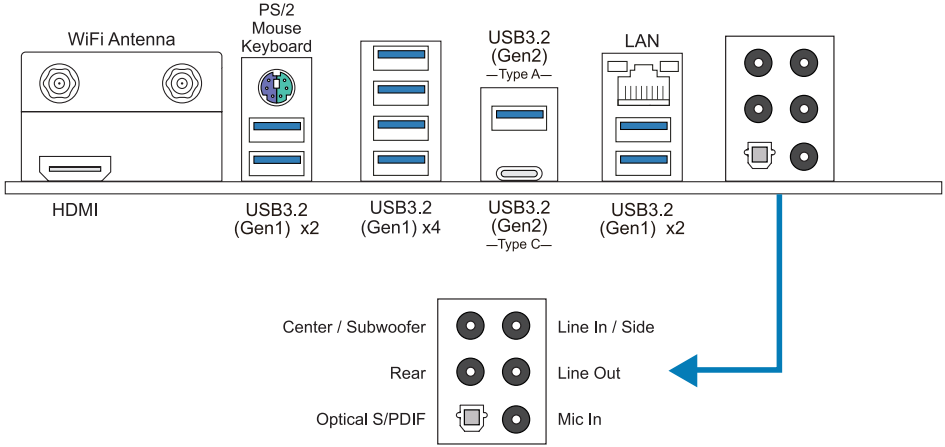 WiFi Antenna
PS/2
Mouse
Keyboard
USB3.2
(Gen2)
—Type A—
LAN
HDMI
USB3.2
(Gen1) x2
USB3.2
(Gen1) x4
USB3.2
(Gen2)
—Type C—
USB3.2
(Gen1) x2
Center / Subwoofer
Line In / Side
Rear
Line Out
Optical S/PDIF
Mic In